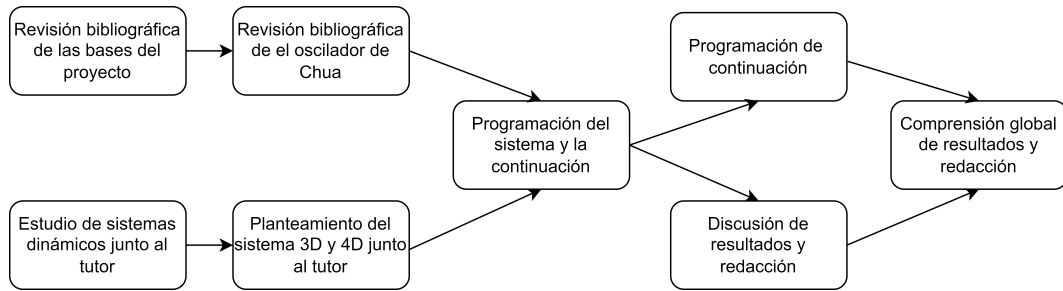 Revisión bibliográfica
de las bases del
proyecto
Revisión bibliográfica
de el oscilador de
Chua
Estudio de sistemas
dinámicos junto al
tutor
Planteamiento del
sistema 3D y 4D junto
al tutor
Programación del
sistema y la
continuación
Programación de
continuación
Discusión de
resultados y
redacción
Comprensión global
de resultados y
redacción